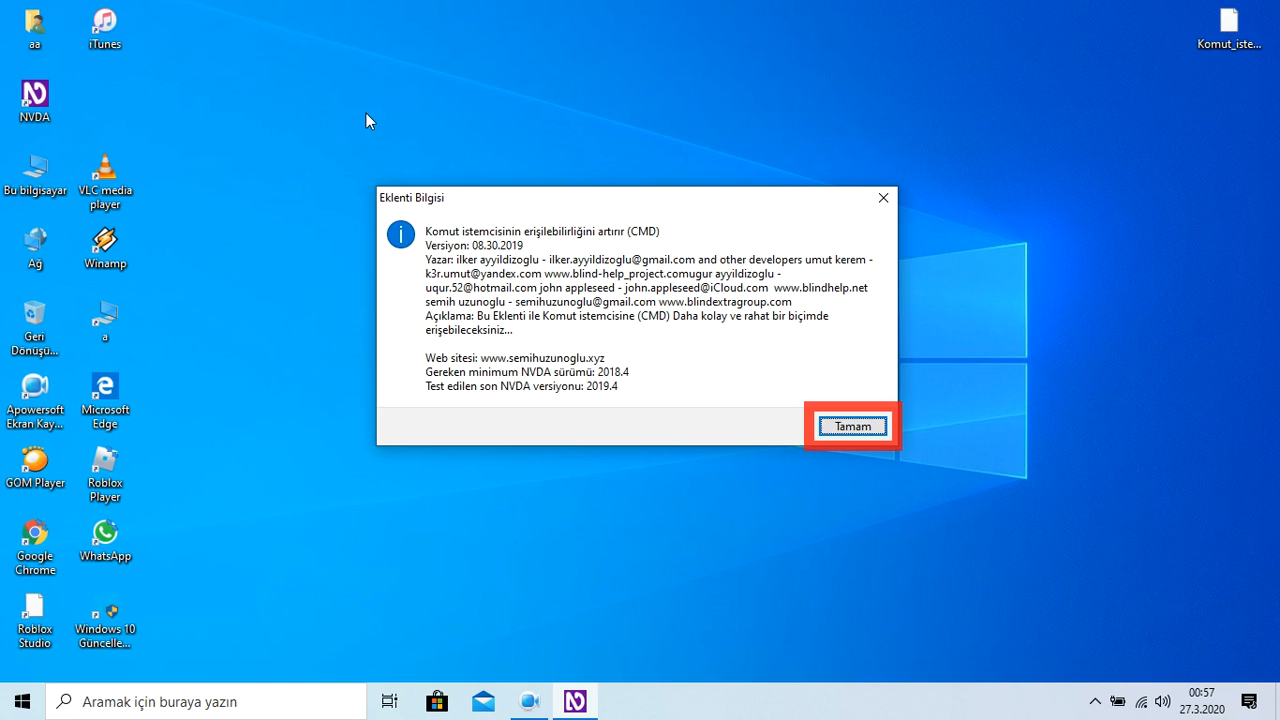 aa
iTunes
Komut_iste...
NVDA
Bu bilgisayar
VLC media
player
Ağ
Winamp
Geri
Dönüşü...
a
Apowersoft
Ekran Kay...
Microsoft
Edge
GOM Player
Roblox
Player
Google
Chrome
WhatsApp
Roblox
Studio
Windows 10
Güncelle...
Eklenti Bilgisi
Komut istemcisinin erişilebilirliğini artırır (CMD)
Versiyon: 08.30.2019
Yazar: ilker ayyildizoglu - ilker.ayyildizoglu@gmail.com and other developers umut kerem -
k3r.umut@yandex.com www.blind-help_project.comugur ayyildizoglu -
uqur.52@hotmail.com john appleseed - john.appleseed@iCloud.com  www.blindhelp.net
semih uzunoglu - semihuzunoglu@gmail.com www.blindextragroup.com
Açıklama: Bu Eklenti ile Komut istemcisine (CMD) Daha kolay ve rahat bir biçimde
erişebileceksiniz...
Web sitesi: www.semihuzunoglu.xyz
Gereken minimum NVDA sürümü: 2018.4
Test edilen son NVDA versiyonu: 2019.4
Tamam
Aramak için buraya yazın
00:57
27.3.2020